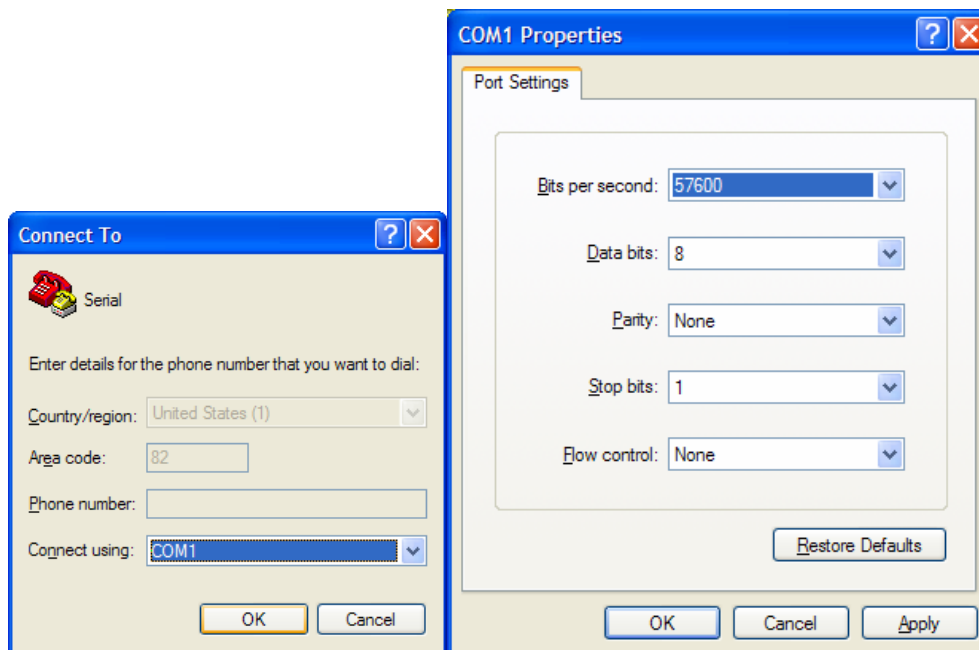 Connect To
Serial
Enter details for the phone number that you want to dial:
Country/region: United States (1)
Area code: 82
Phone number:
Connect using: COM1
OK Cancel
COM1 Properties
Port Settings
Bits per second: 57600
Data bits: 8
Parity: None
Stop bits: 1
Flow control: None
Restore Defaults
OK Cancel Apply